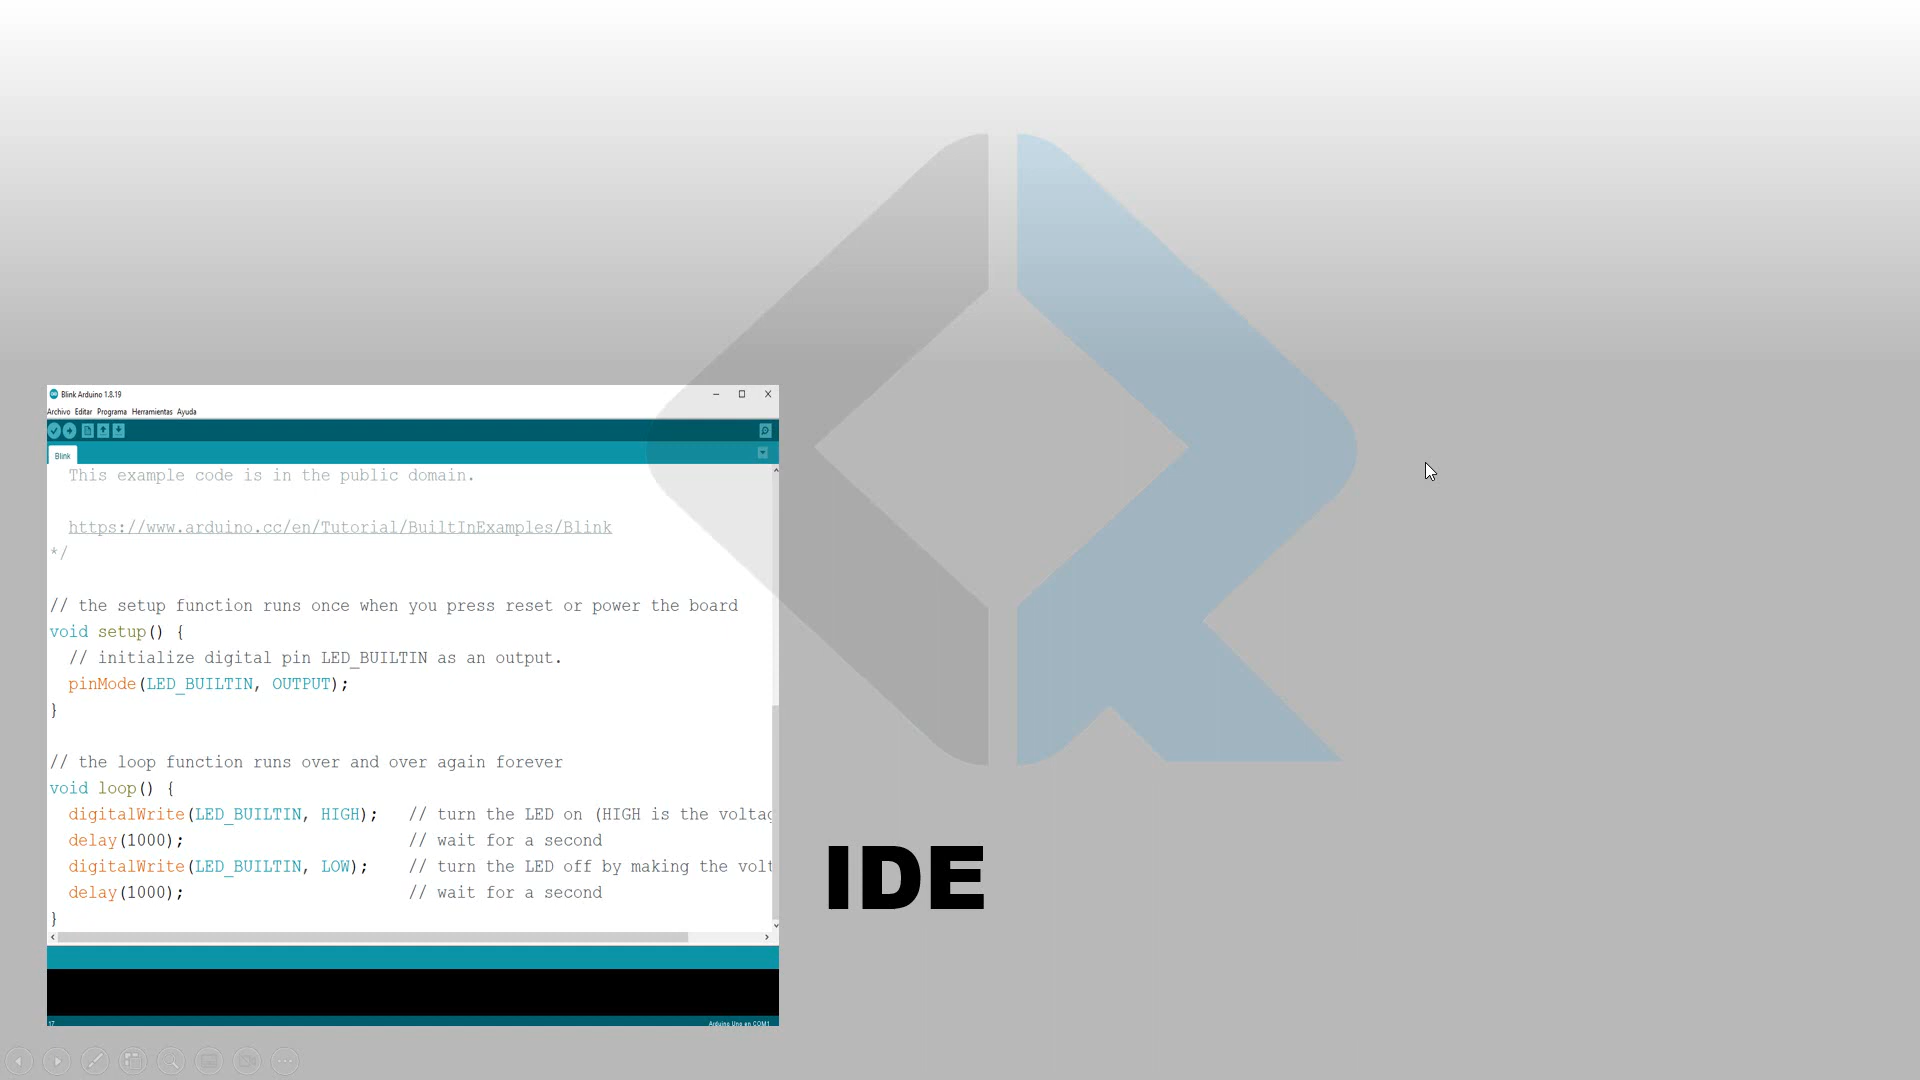 Blink Arduino 1.8.19
Archivo Editar Programa Herramientas Ayuda
Blink
This example code is in the public domain.
https://www.arduino.cc/en/Tutorial/BuiltInExamples/Blink
*/
// the setup function runs once when you press reset or power the board
void setup() {
// initialize digital pin LED_BUILTIN as an output.
pinMode(LED_BUILTIN, OUTPUT);
}
// the loop function runs over and over again forever
void loop() {
digitalWrite(LED_BUILTIN, HIGH);   // turn the LED on (HIGH is the voltag
delay(1000);                       // wait for a second
digitalWrite(LED_BUILTIN, LOW);    // turn the LED off by making the volt
delay(1000);                       // wait for a second
}
17
Arduino Uno en COM1
IDE